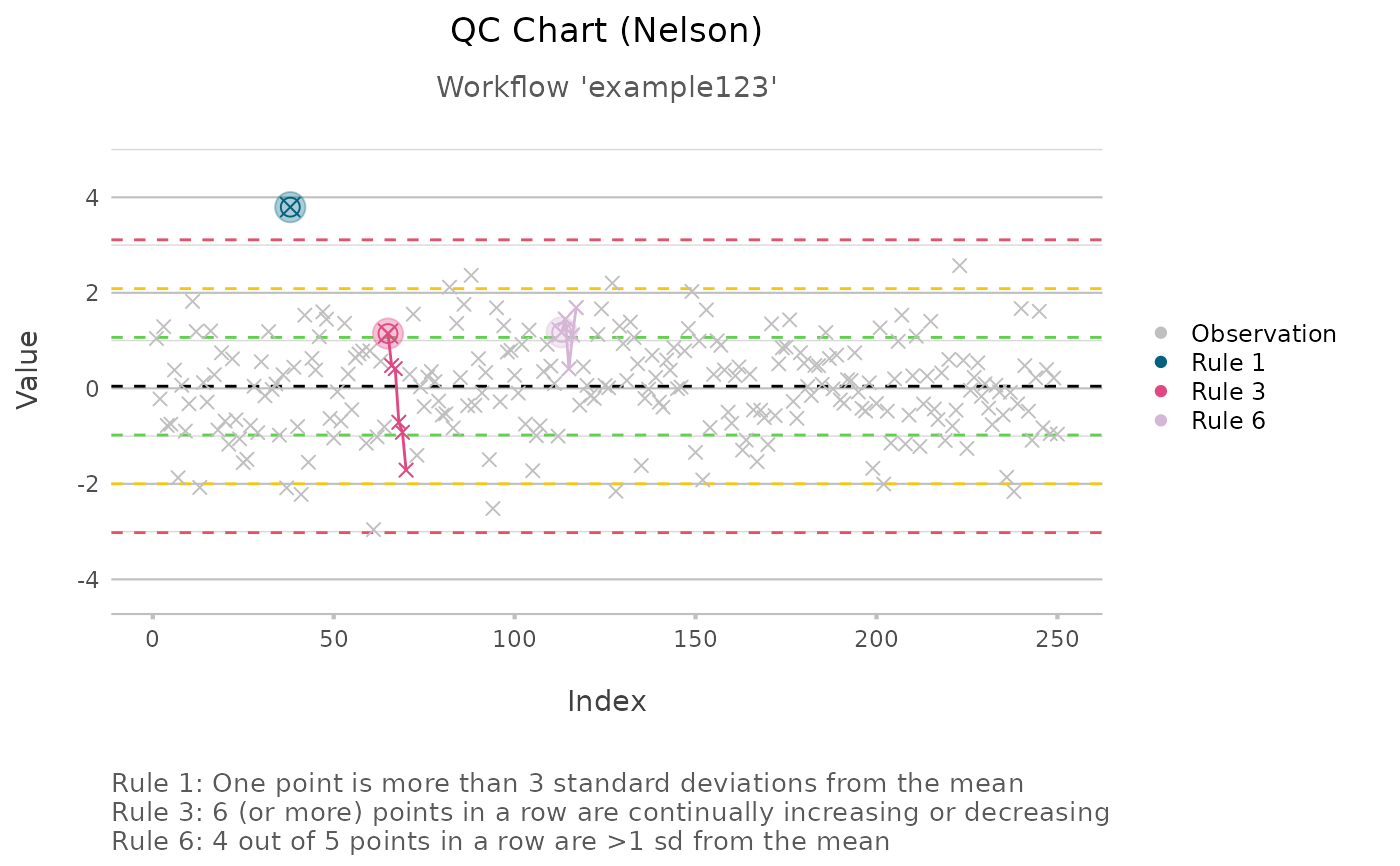 QC Chart (Nelson)
Workflow 'example123'
Value
4
2
0
-2
-4
0 50 100 150 200 250
Index
Observation
Rule 1
Rule 3
Rule 6
Rule 1: One point is more than 3 standard deviations from the mean
Rule 3: 6 (or more) points in a row are continually increasing or decreasing
Rule 6: 4 out of 5 points in a row are >1 sd from the mean